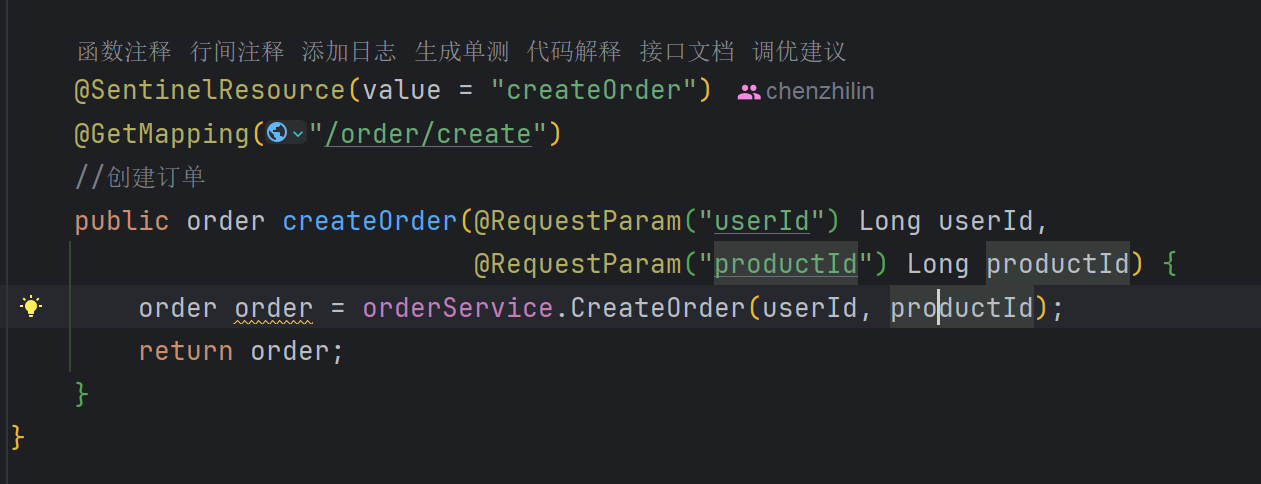 函数注释 行间注释 添加日志 生成单测 代码解释 接口文档 调优建议
@SentinelResource(value = "createOrder") chenzhilin
@GetMapping("/order/create")
//创建订单
public order createOrder(@RequestParam("userId") Long userId,
@RequestParam("productId") Long productId) {
order order = orderService.CreateOrder(userId, productId);
return order;
}
}